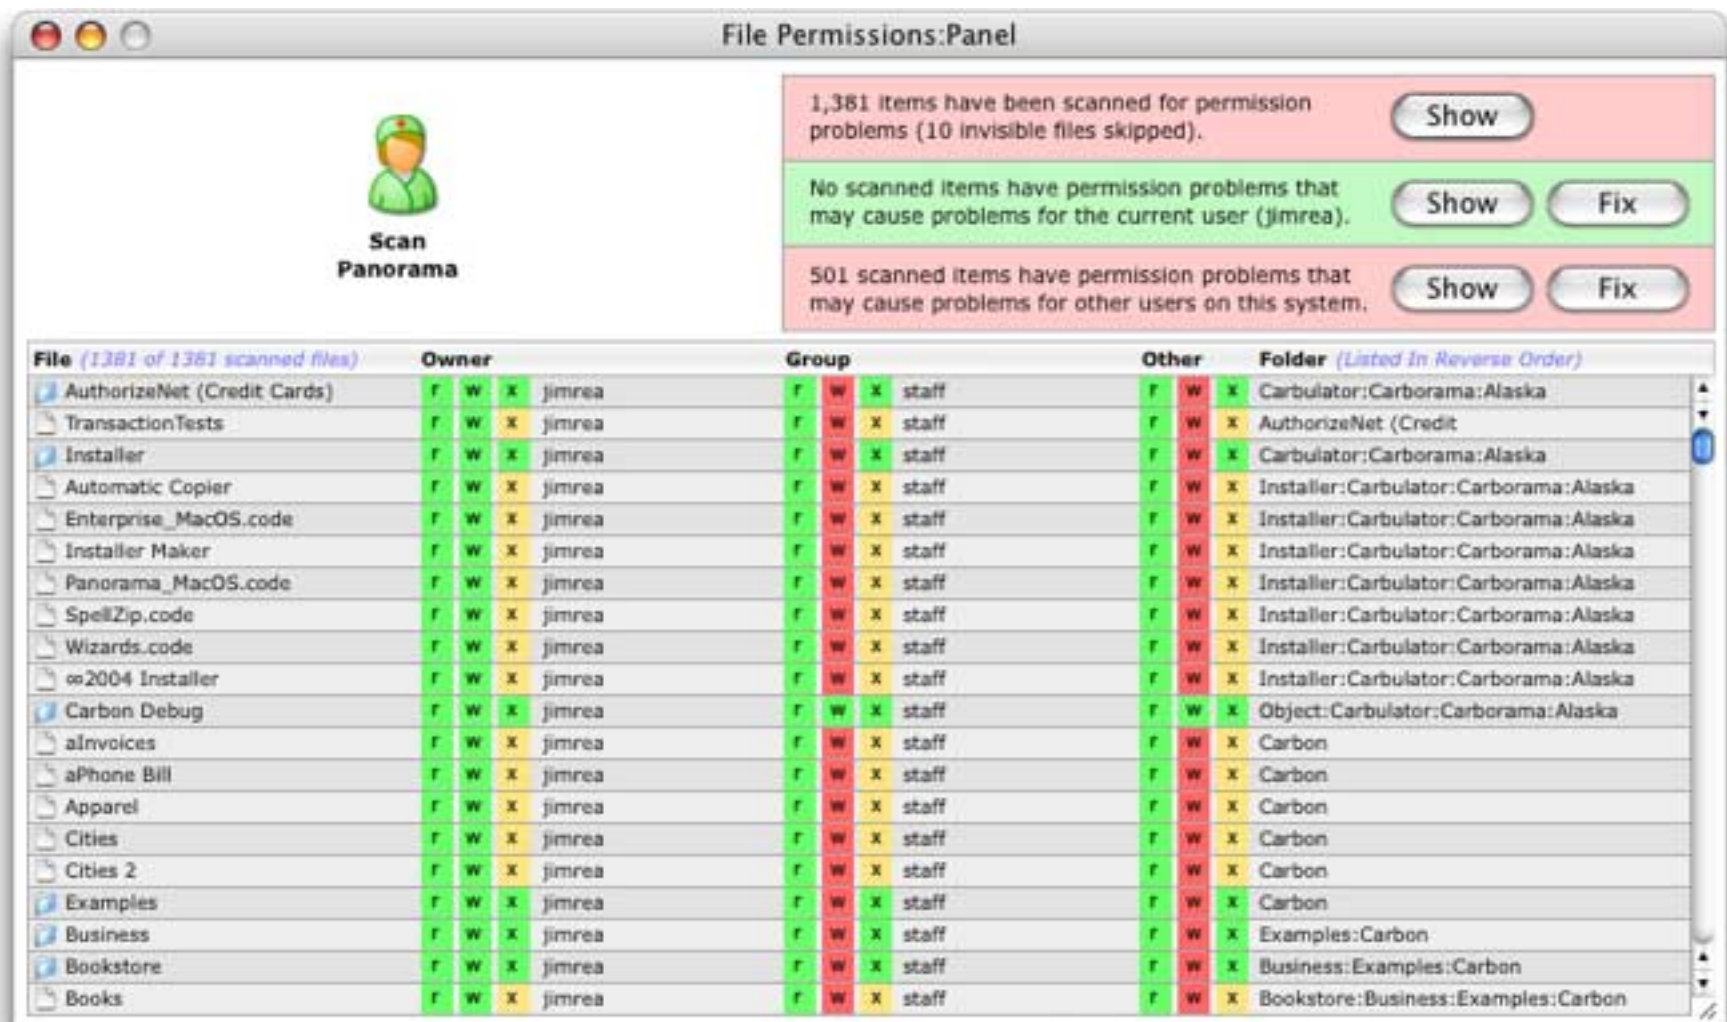 File Permissions:Panel
1,381 items have been scanned for permission
problems (10 invisible files skipped).
Show
No scanned items have permission problems that
may cause problems for the current user (jimrea).
Show Fix
501 scanned items have permission problems that
may cause problems for other users on this system.
Show Fix
Scan
Panorama
File (1381 of 1381 scanned files) Owner Group Other Folder (Listed In Reverse Order)
AuthorizeNet (Credit Cards) r w x jimrea r w x staff r w x Carbulator:Carborama:Alaska
TransactionTests r w x jimrea r w x staff r w x AuthorizeNet (Credit
Installer r w x jimrea r w x staff r w x Carbulator:Carborama:Alaska
Automatic Copier r w x jimrea r w x staff r w x Installer:Carbulator:Carborama:Alaska
Enterprise_MacOS.code r w x jimrea r w x staff r w x Installer:Carbulator:Carborama:Alaska
Installer Maker r w x jimrea r w x staff r w x Installer:Carbulator:Carborama:Alaska
Panorama_MacOS.code r w x jimrea r w x staff r w x Installer:Carbulator:Carborama:Alaska
SpellZip.code r w x jimrea r w x staff r w x Installer:Carbulator:Carborama:Alaska
Wizards.code r w x jimrea r w x staff r w x Installer:Carbulator:Carborama:Alaska
∞2004 Installer r w x jimrea r w x staff r w x Installer:Carbulator:Carborama:Alaska
Carbon Debug r w x jimrea r w x staff r w x Object:Carbulator:Carborama:Alaska
aInvoices r w x jimrea r w x staff r w x Carbon
aPhone Bill r w x jimrea r w x staff r w x Carbon
Apparel r w x jimrea r w x staff r w x Carbon
Cities r w x jimrea r w x staff r w x Carbon
Cities 2 r w x jimrea r w x staff r w x Carbon
Examples r w x jimrea r w x staff r w x Carbon
Business r w x jimrea r w x staff r w x Examples:Carbon
Bookstore r w x jimrea r w x staff r w x Business:Examples:Carbon
Books r w x jimrea r w x staff r w x Bookstore:Business:Examples:Carbon